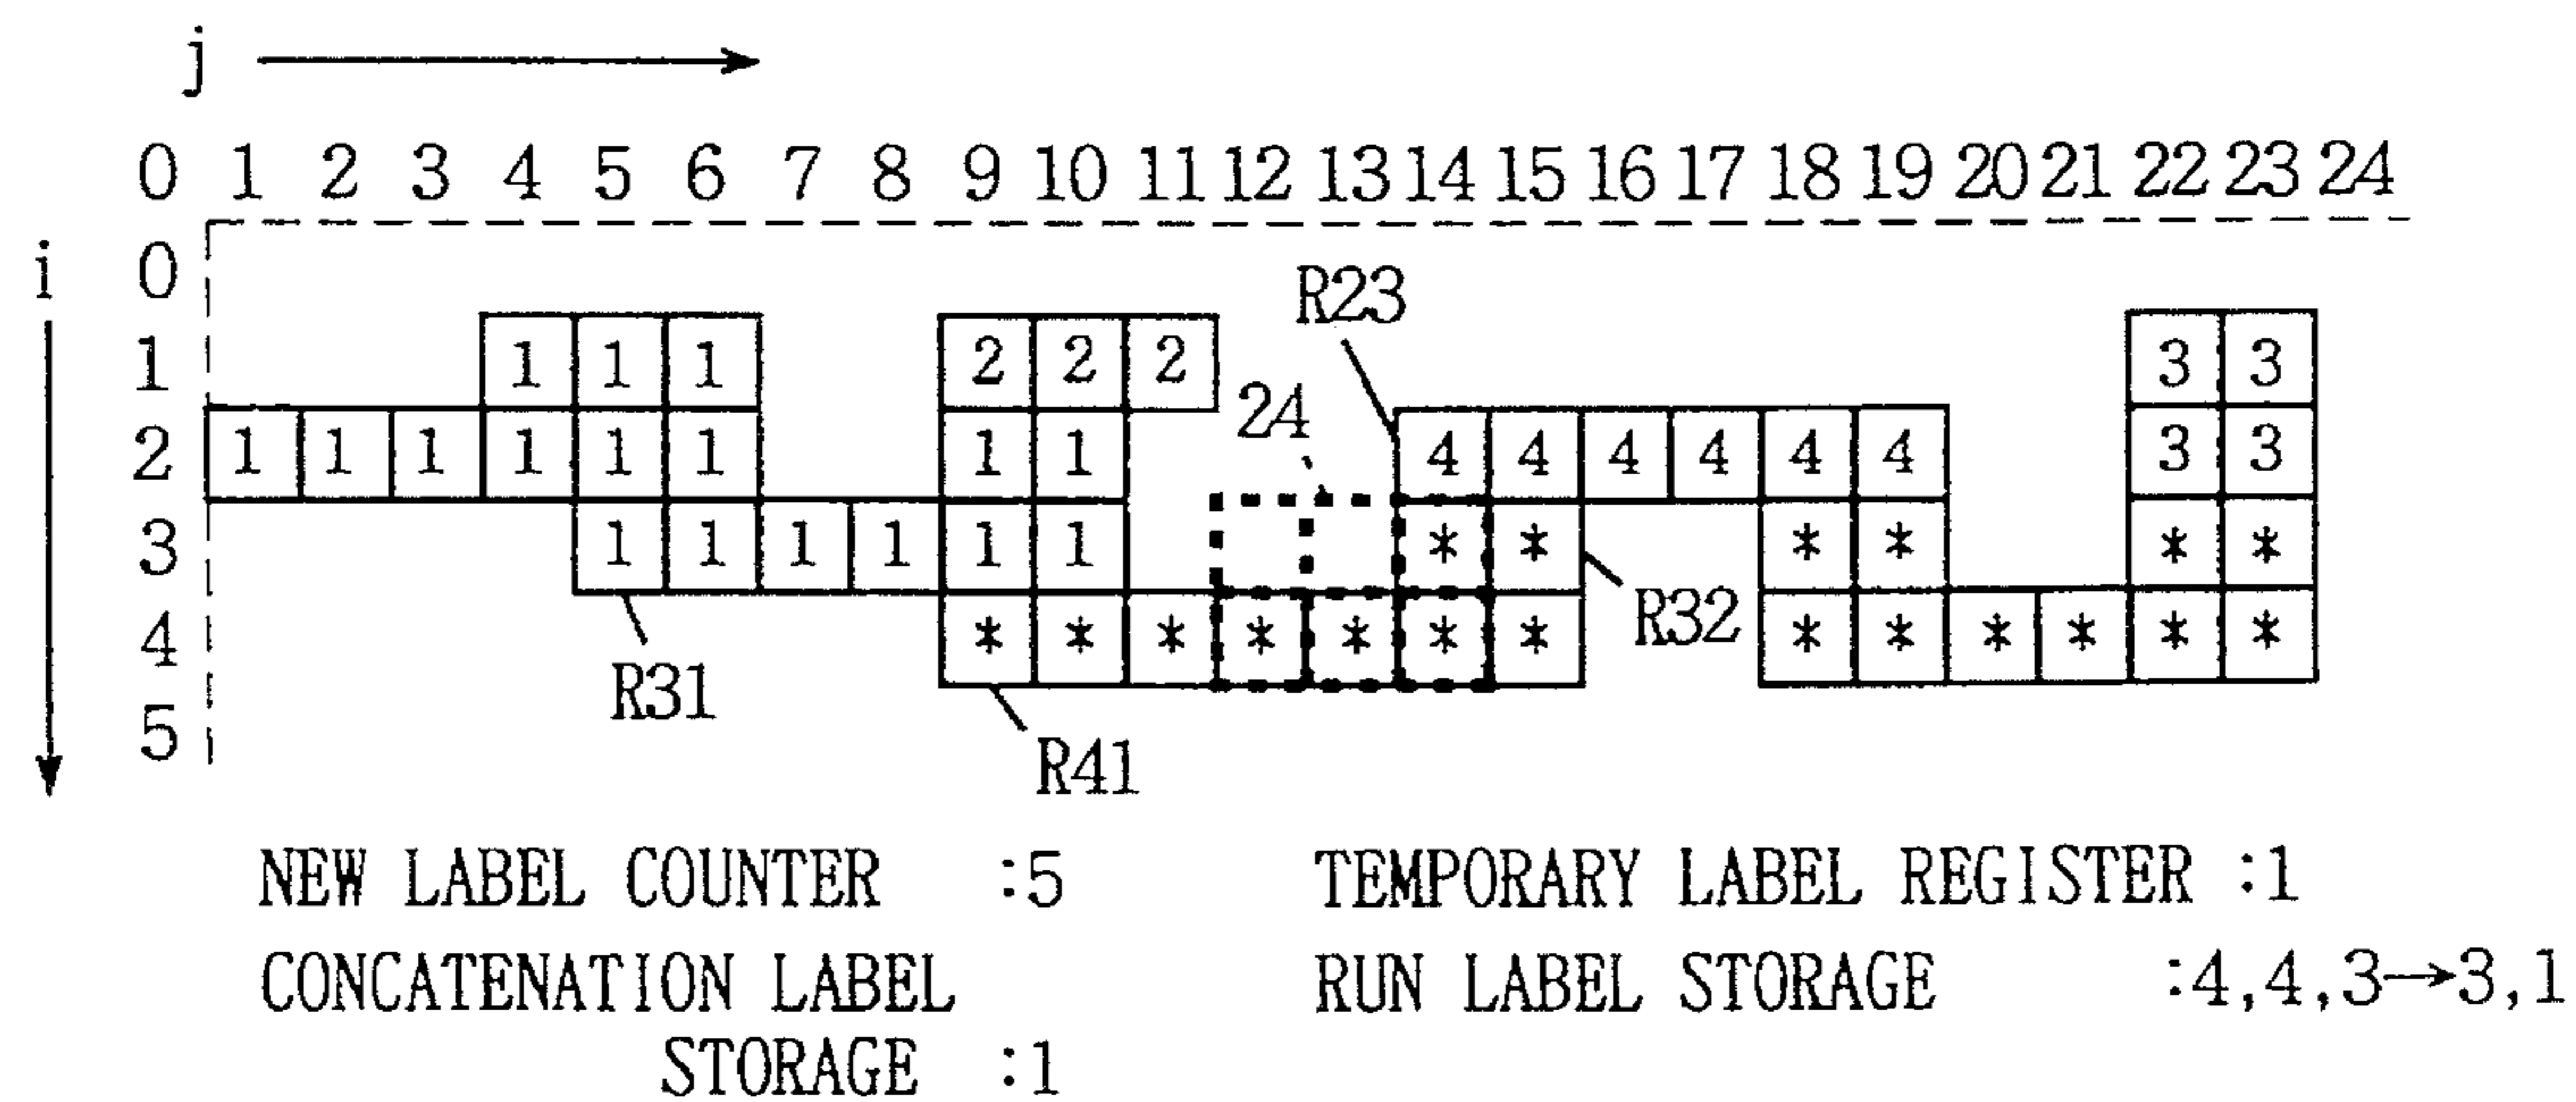 j
0 1 2 3 4 5 6 7 8 9 10 11 12 13 14 15 16 17 18 19 20 21 22 23 24
i
0
R23
1 1 1 1 2 2 2 3 3
24
2 1 1 1 1 1 1 1 1 4 4 4 4 4 4 3 3
3 1 1 1 1 1 1 * * * * * *
R32
4 * * * * * * * * * * * * *
R31
5
R41
NEW LABEL COUNTER :5 TEMPORARY LABEL REGISTER :1
CONCATENATION LABEL RUN LABEL STORAGE :4,4,3→3,1
STORAGE :1